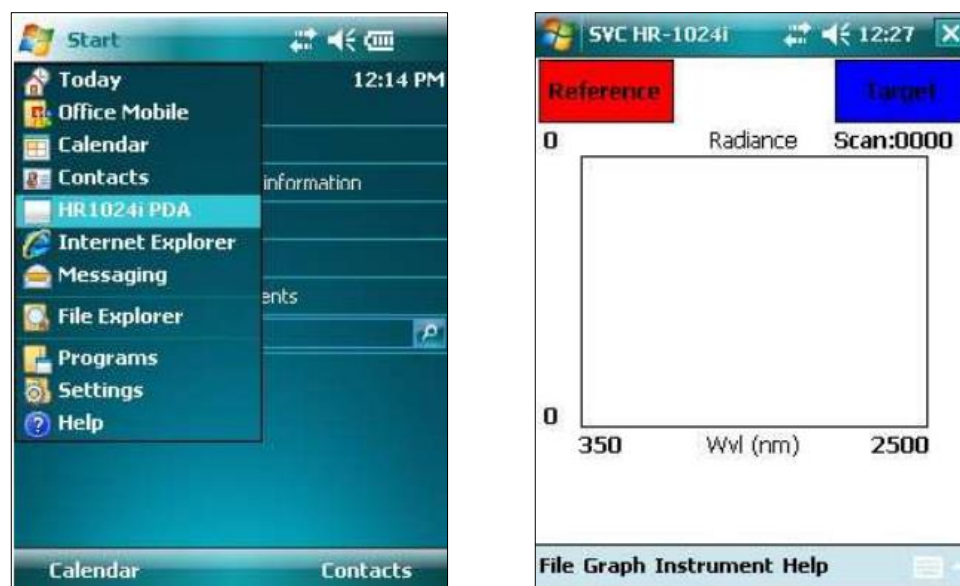 Start
Today
12:14 PM
Office Mobile
Calendar
Contacts
information
HR1024i PDA
Internet Explorer
Messaging
ents
File Explorer
Programs
Settings
Help
Calendar Contacts
SVC HR-1024i 12:27
Reference Target
0 Radiance Scan:0000
0
350 Wvl (nm) 2500
File Graph Instrument Help